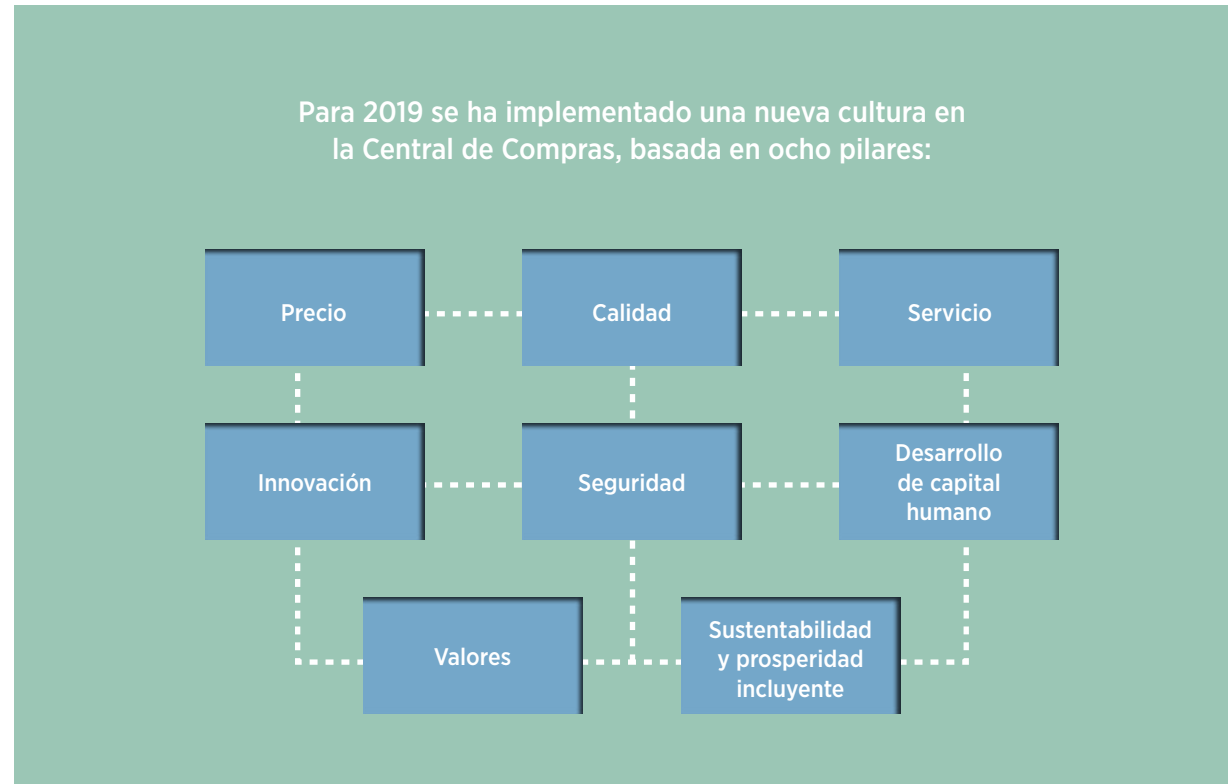 Para 2019 se ha implementado una nueva cultura en
la Central de Compras, basada en ocho pilares:
Precio
Calidad
Servicio
Innovación
Seguridad
Desarrollo
de capital
humano
Valores
Sustentabilidad
y prosperidad
incluyente